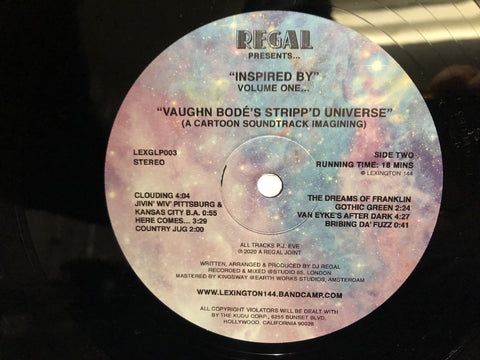 REGAL
PRESENTS...
"INSPIRED BY"
VOLUME ONE...
"VAUGHN BODÉ'S STRIPP'D UNIVERSE"
(A CARTOON SOUNDTRACK IMAGINING)
LEXGLP003
STEREO
SIDE TWO
RUNNING TIME: 18 MINS
℗ LEXINGTON 144
CLOUDING 4:04
JIVIN' WIV' PITTSBURG &
KANSAS CITY B.A. 0:55
HERE COMES... 3:29
COUNTRY JUG 2:00
THE DREAMS OF FRANKLIN
GOTHIC GREEN 2:24
VAN EYKE'S AFTER DARK 4:27
BRIBING DA' FUZZ 0:41
ALL TRACKS P.J. EVE
℗ 2020 A REGAL JOINT
WRITTEN, ARRANGED & PRODUCED BY DJ REGAL
RECORDED & MIXED @STUDIO 65, LONDON.
MASTERED BY KINGSWAY @EARTH WORKS STUDIOS, AMSTERDAM
WWW.LEXINGTON144.BANDCAMP.COM
ALL COPYRIGHT VIOLATORS WILL BE DEALT WITH
BY THE KUDU CORP., 6255 SUNSET BLVD.
HOLLYWOOD, CALIFORNIA 90028